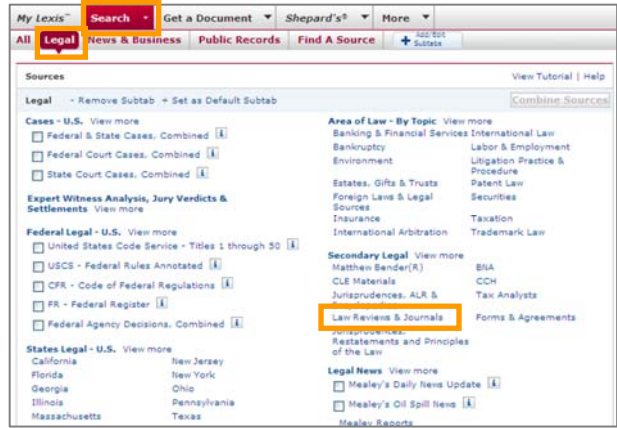 My Lexis™ Search Get a Document Shepard's® More
All Legal News & Business Public Records Find A Source Add/Edit Subtabs
Sources View Tutorial | Help
Legal - Remove Subtab + Set as Default Subtab Combine Sources
Cases - U.S. View more
Federal & State Cases, Combined
Federal Court Cases, Combined
State Court Cases, Combined
Expert Witness Analysis, Jury Verdicts &
Settlements View more
Federal Legal - U.S. View more
United States Code Service - Titles 1 through 50
USCS - Federal Rules Annotated
CFR - Code of Federal Regulations
FR - Federal Register
Federal Agency Decisions, Combined
States Legal - U.S. View more
California New Jersey
Florida New York
Georgia Ohio
Illinois Pennsylvania
Massachusetts Texas
Area of Law - By Topic View more
Banking & Financial Services International Law
Bankruptcy Labor & Employment
Environment Litigation Practice &
Procedure
Estates, Gifts & Trusts Patent Law
Foreign Laws & Legal Securities
Sources
Insurance Taxation
International Arbitration Trademark Law
Secondary Legal View more
Matthew Bender(R) BNA
CLE Materials CCH
Jurisprudences, ALR & Tax Analysts
Law Reviews & Journals Forms & Agreements
Jurisprudences,
Restatements and Principles
of the Law
Legal News View more
Mealey's Daily News Update
Mealey's Oil Spill News
Mealey Reports